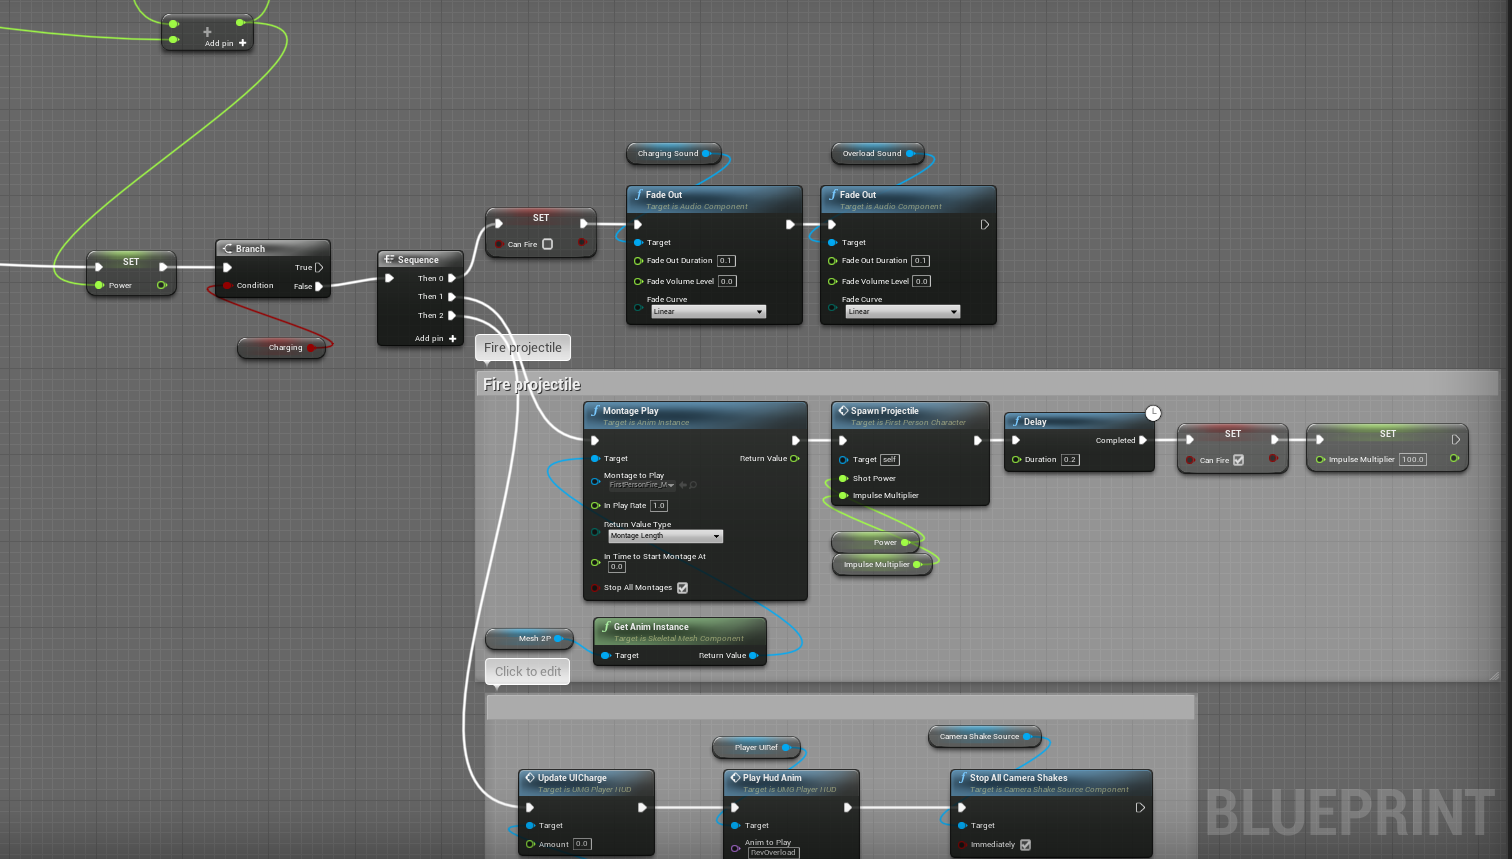 Add pin
Charging Sound
Overload Sound
Fade Out
Target is Audio Component
Target
Fade Out Duration 0.1
Fade Volume Level 0.0
Fade Curve
Linear
Fade Out
Target is Audio Component
Target
Fade Out Duration 0.1
Fade Volume Level 0.0
Fade Curve
Linear
SET
Can Fire
SET
Power
Branch
True
Condition
False
Charging
Sequence
Then 0
Then 1
Then 2
Add pin
Fire projectile
Fire projectile
Montage Play
Target is Anim Instance
Target
Return Value
Montage to Play
FirstPersonFire_M
In Play Rate 1.0
Return Value Type
Montage Length
In Time to Start Montage At
0.0
Stop All Montages
Spawn Projectile
Target is First Person Character
Target self
Shot Power
Impulse Multiplier
Power
Impulse Multiplier
Delay
Completed
Duration 0.2
SET
Can Fire
SET
Impulse Multiplier 100.0
Mesh 2P
Get Anim Instance
Target is Skeletal Mesh Component
Target
Return Value
Click to edit
Player UIRef
Camera Shake Source
Update UICharge
Target is UMG Player HUD
Target
Amount 0.0
Play Hud Anim
Target is UMG Player HUD
Target
Anim to Play
RevOverload
Stop All Camera Shakes
Target is Camera Shake Source Component
Target
Immediately
BLUEPRINT